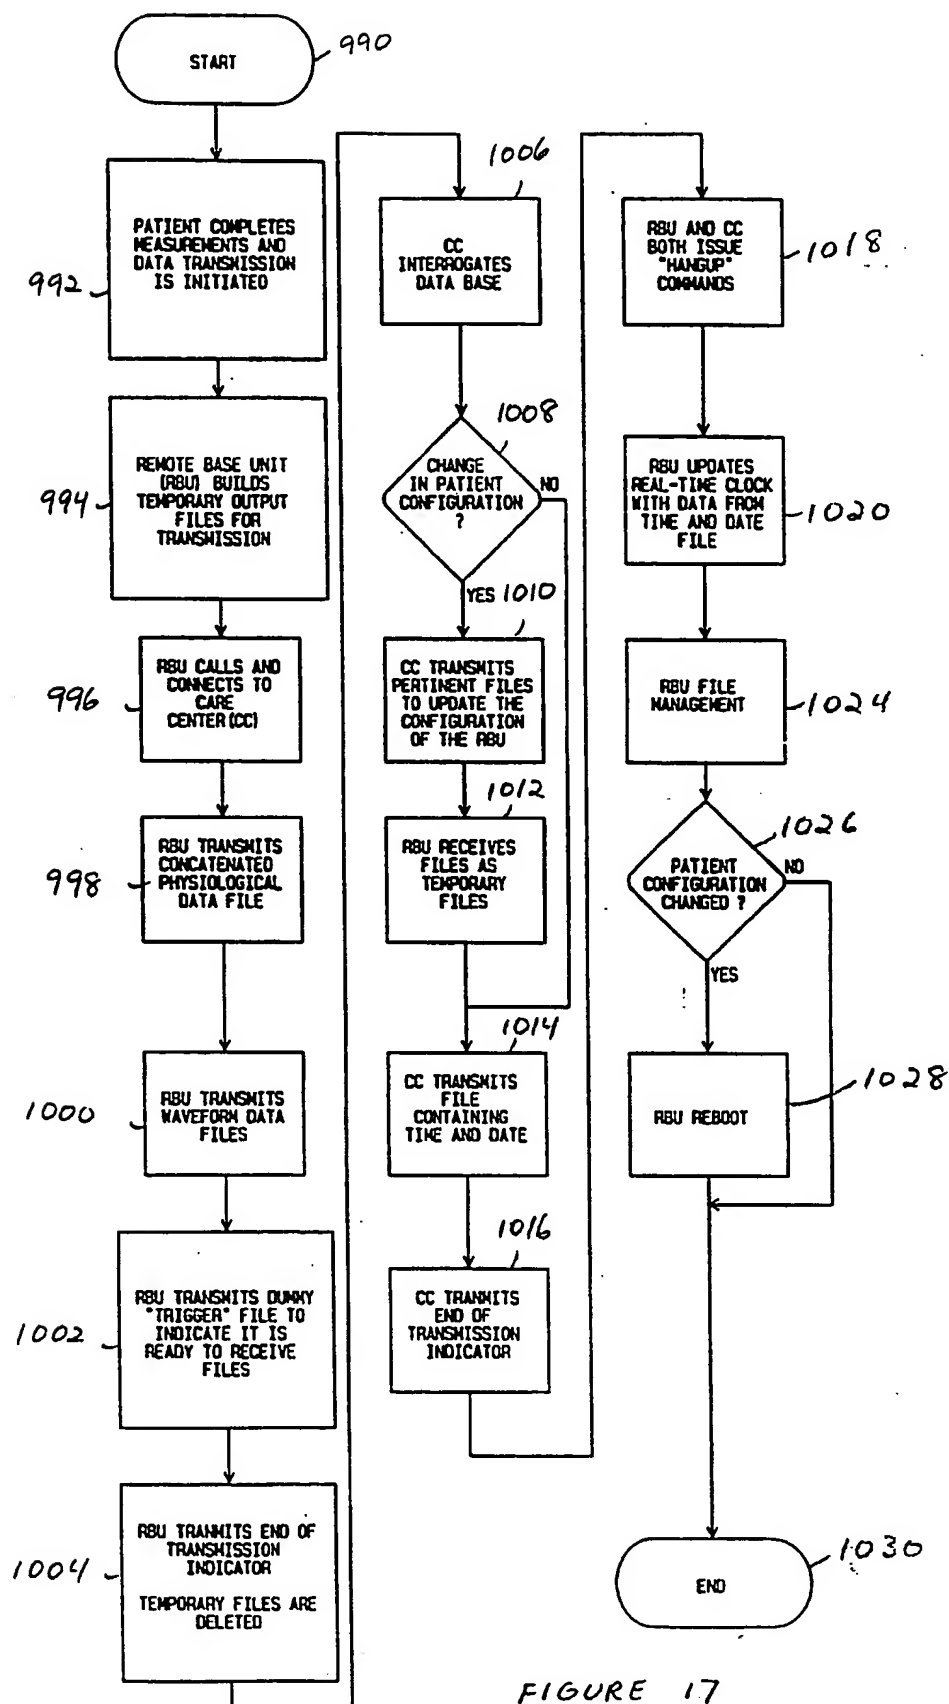 START
990
PATIENT COMPLETES
MEASUREMENTS AND
DATA TRANSMISSION
IS INITIATED
992
REMOTE BASE UNIT
(RBU) BUILDS
TEMPORARY OUTPUT
FILES FOR
TRANSMISSION
994
RBU CALLS AND
CONNECTS TO
CARE
CENTER(CC)
996
RBU TRANSMITS
CONCATENATED
PHYSIOLOGICAL
DATA FILE
998
RBU TRANSMITS
WAVEFORM DATA
FILES
1000
RBU TRANSMITS DUMMY
"TRIGGER" FILE TO
INDICATE IT IS
READY TO RECEIVE
FILES
1002
RBU TRANMITS END OF
TRANSMISSION
INDICATOR
TEMPORARY FILES ARE
DELETED
1004
1006
CC
INTERROGATES
DATA BASE
1008
CHANGE
IN PATIENT
CONFIGURATION
?
NO
YES
1010
CC TRANSMITS
PERTINENT FILES
TO UPDATE THE
CONFIGURATION
OF THE RBU
1012
RBU RECEIVES
FILES AS
TEMPORARY
FILES
1014
CC TRANSMITS
FILE
CONTAINING
TIME AND DATE
1016
CC TRANMITS
END OF
TRANSMISSION
INDICATOR
RBU AND CC
BOTH ISSUE
"HANGUP"
COMMANDS
1018
RBU UPDATES
REAL-TIME CLOCK
WITH DATA FROM
TIME AND DATE
FILE
1020
RBU FILE
MANAGEMENT
1024
1026
PATIENT
CONFIGURATION
CHANGED ?
NO
YES
RBU REBOOT
1028
END
1030
FIGURE 17